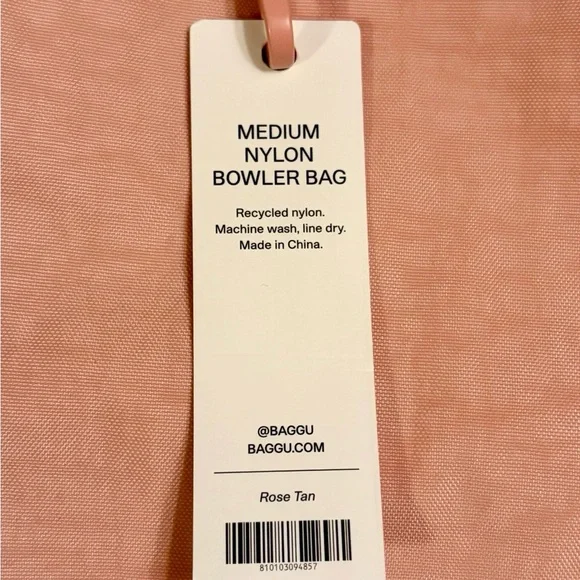 MEDIUM
NYLON
BOWLER BAG
Recycled nylon.
Machine wash, line dry.
Made in China.
@BAGGU
BAGGU.COM
Rose Tan
810103094857